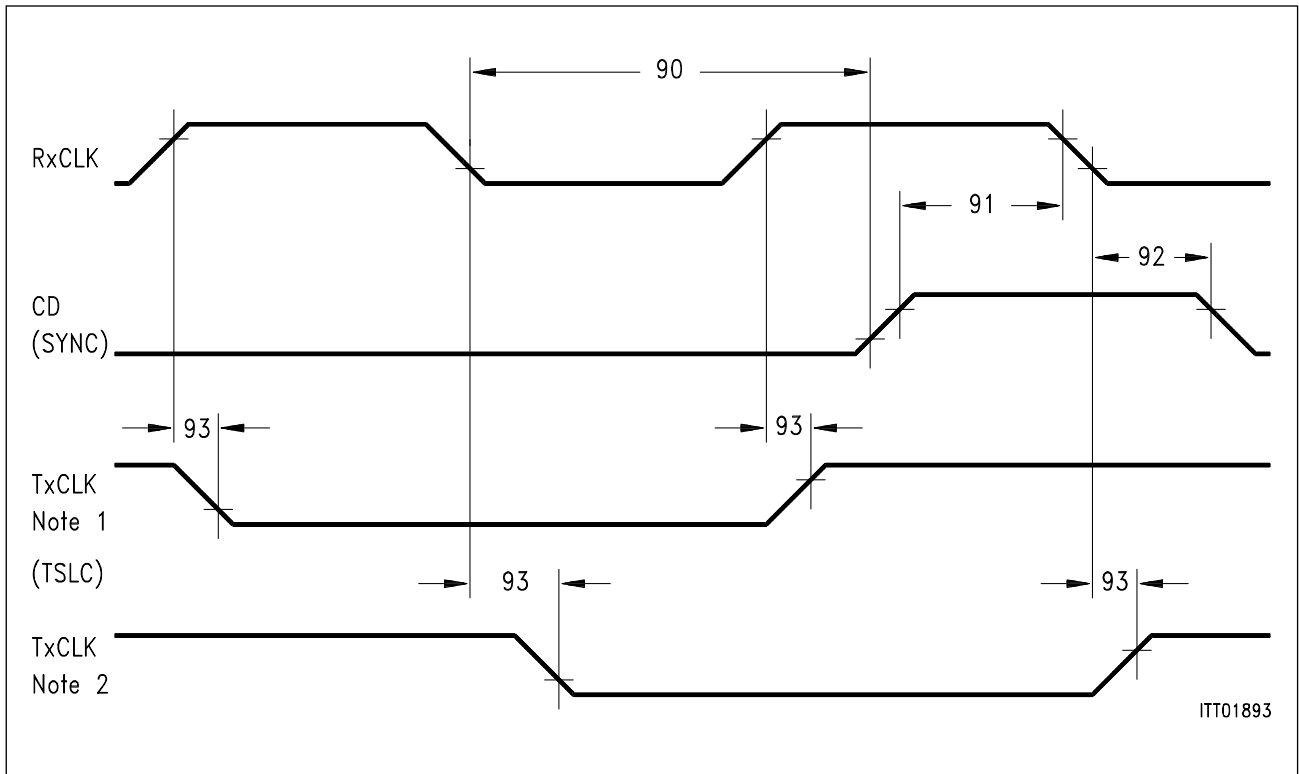 90
RxCLK
91
92
CD
(SYNC)
93
93
TxCLK
Note 1
(TSLC)
93
93
TxCLK
Note 2
ITT01893